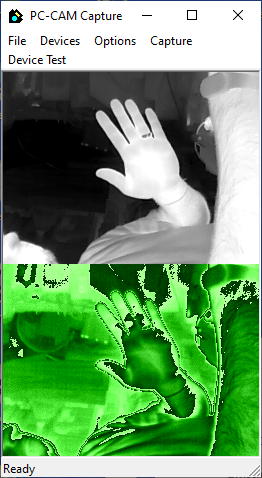 PC-CAM Capture
File Devices Options Capture
Device Test
Ready